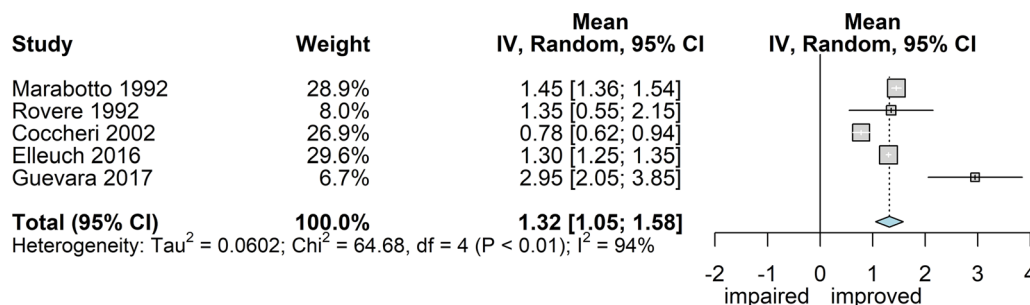 Mean Mean
Study Weight IV, Random, 95% CI IV, Random, 95% CI
Marabotto 1992 28.9% 1.45 [1.36; 1.54]
Rovere 1992 8.0% 1.35 [0.55; 2.15]
Coccheri 2002 26.9% 0.78 [0.62; 0.94]
Elleuch 2016 29.6% 1.30 [1.25; 1.35]
Guevara 2017 6.7% 2.95 [2.05; 3.85]
Total (95% CI) 100.0% 1.32 [1.05; 1.58]
Heterogeneity: Tau² = 0.0602; Chi² = 64.68, df = 4 (P < 0.01); I² = 94%
-2 -1 0 1 2 3 4
impaired improved